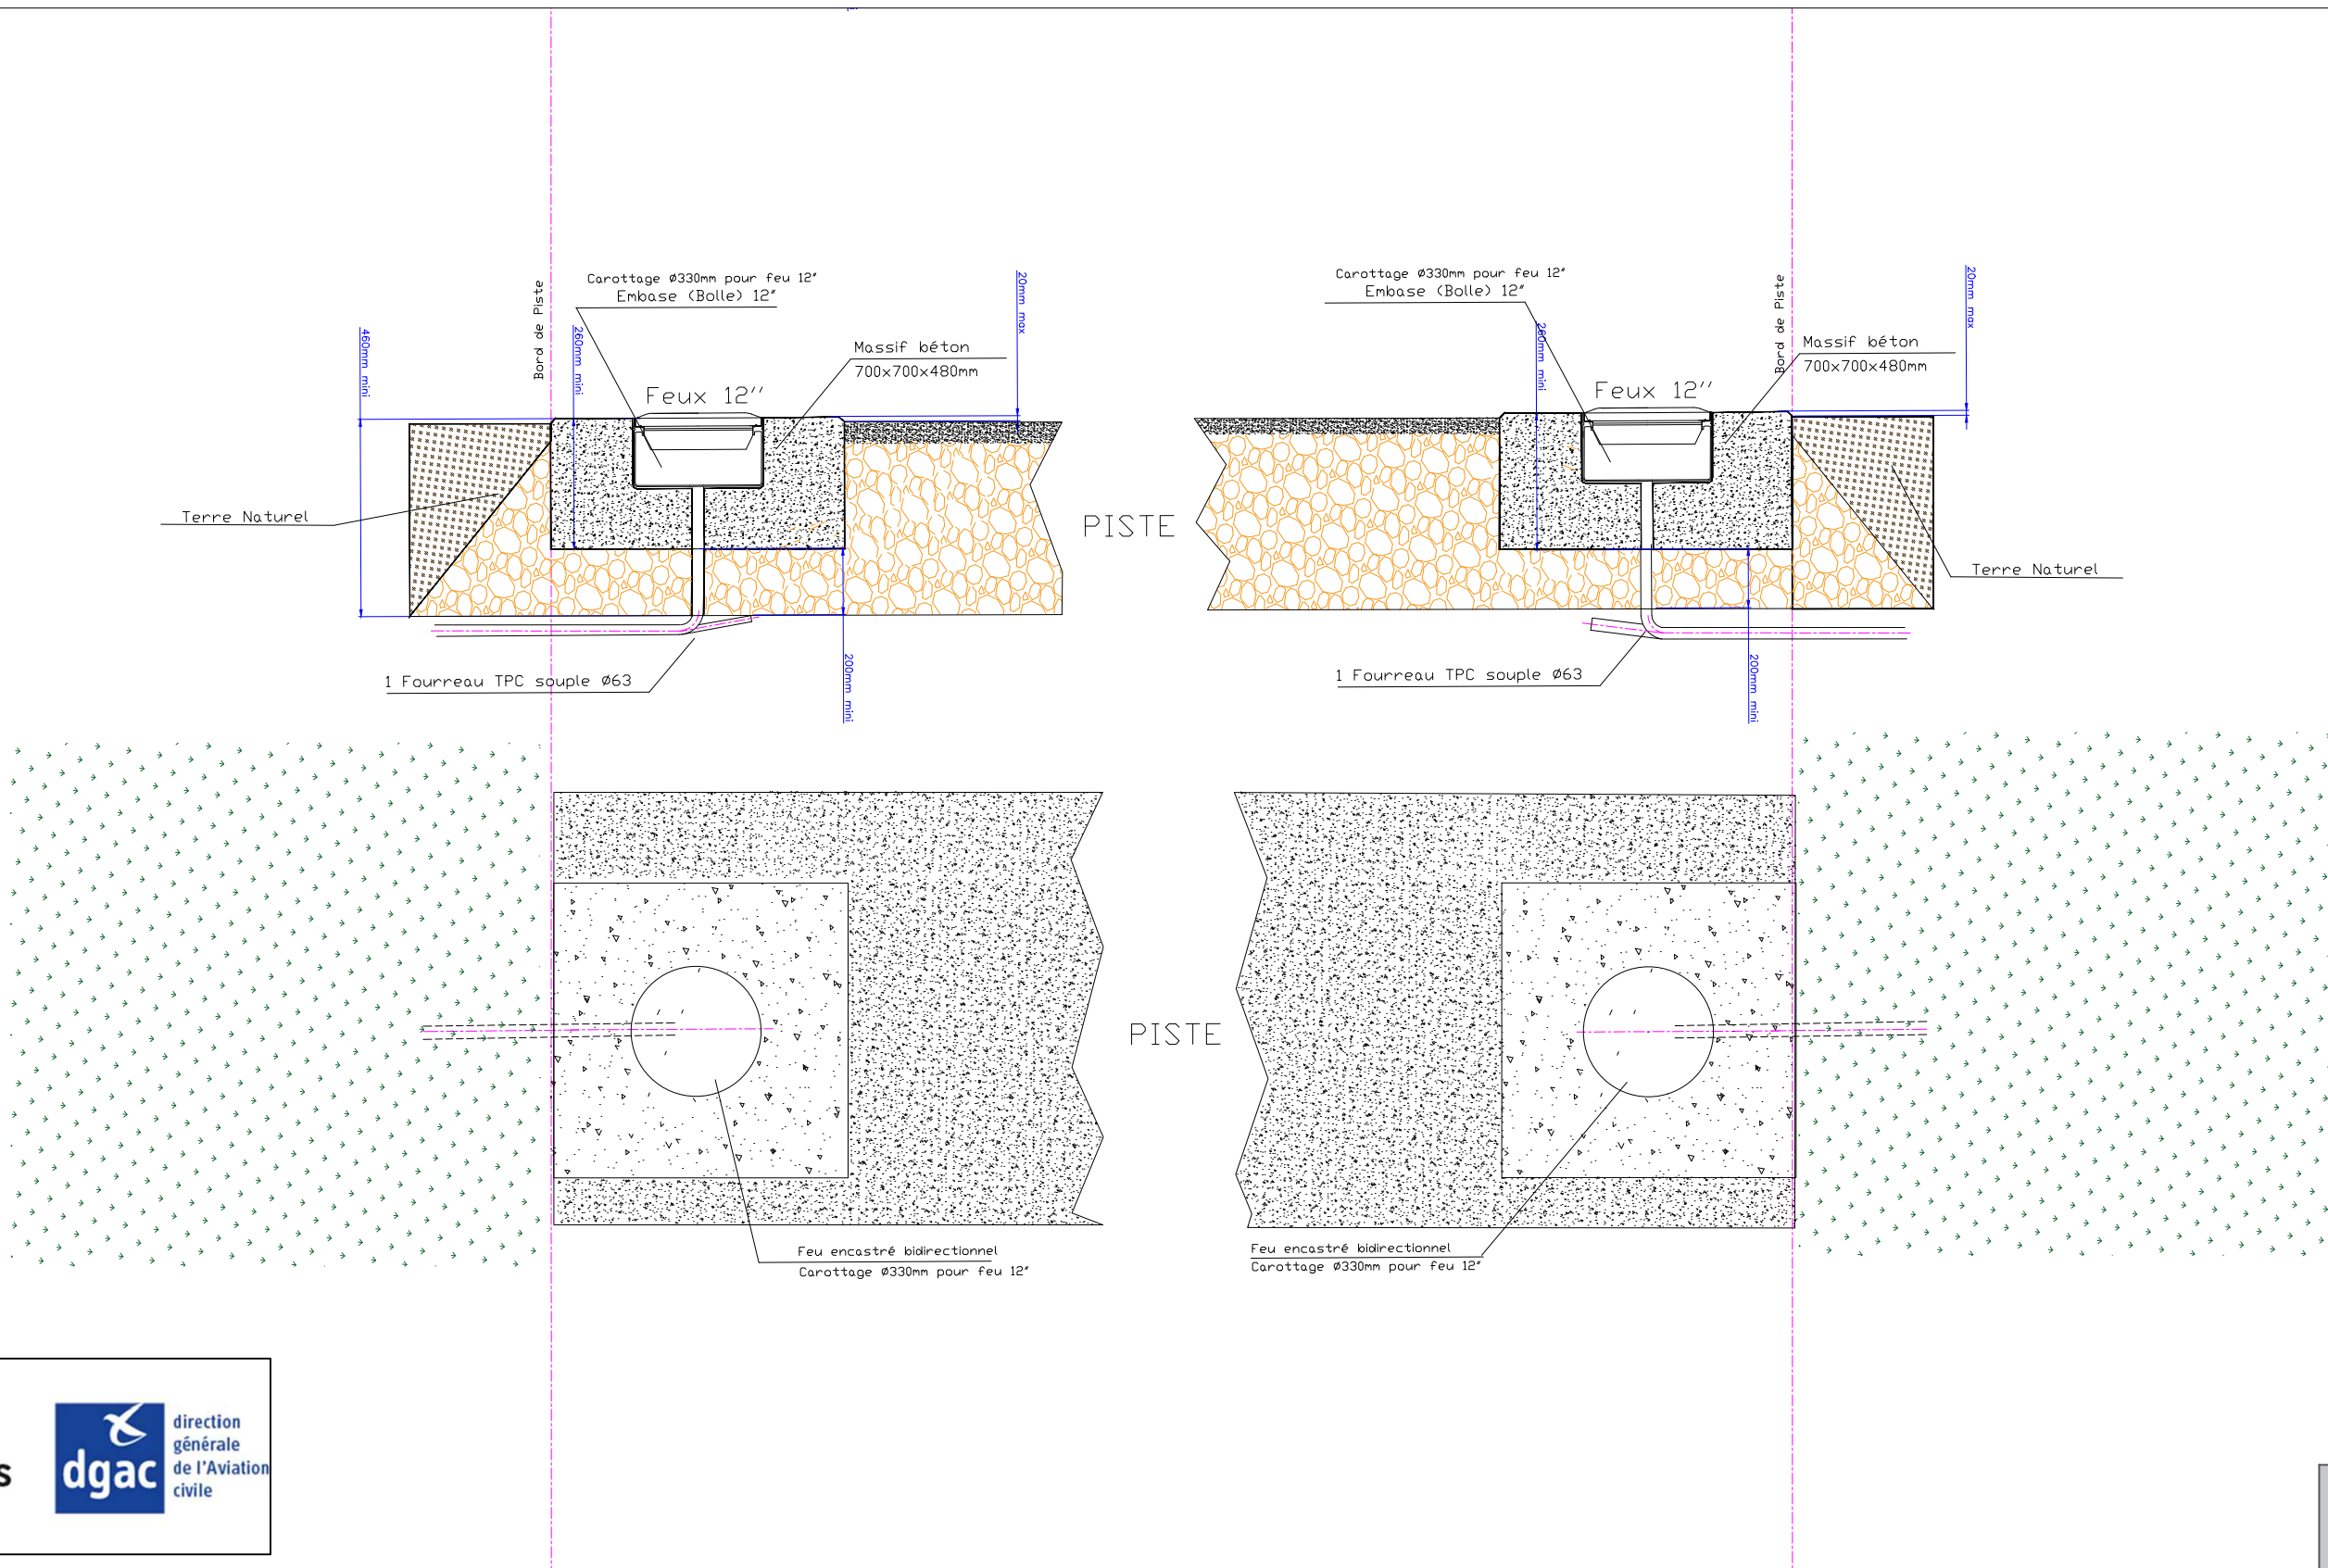 Carottage Ø330mm pour feu 12"
Embase (Bolle) 12"
Bord de Piste
460mm mini
260mm mini
20mm max
Massif béton
700x700x480mm
Feux 12''
Terre Naturel
1 Fourreau TPC souple Ø63
200mm mini
PISTE
Carottage Ø330mm pour feu 12"
Embase (Bolle) 12"
260mm mini
Bord de Piste
20mm max
Massif béton
700x700x480mm
Feux 12''
Terre Naturel
1 Fourreau TPC souple Ø63
200mm mini
PISTE
Feu encastré bidirectionnel
Carottage Ø330mm pour feu 12"
Feu encastré bidirectionnel
Carottage Ø330mm pour feu 12"
s
dgac
direction
générale
de l'Aviation
civile